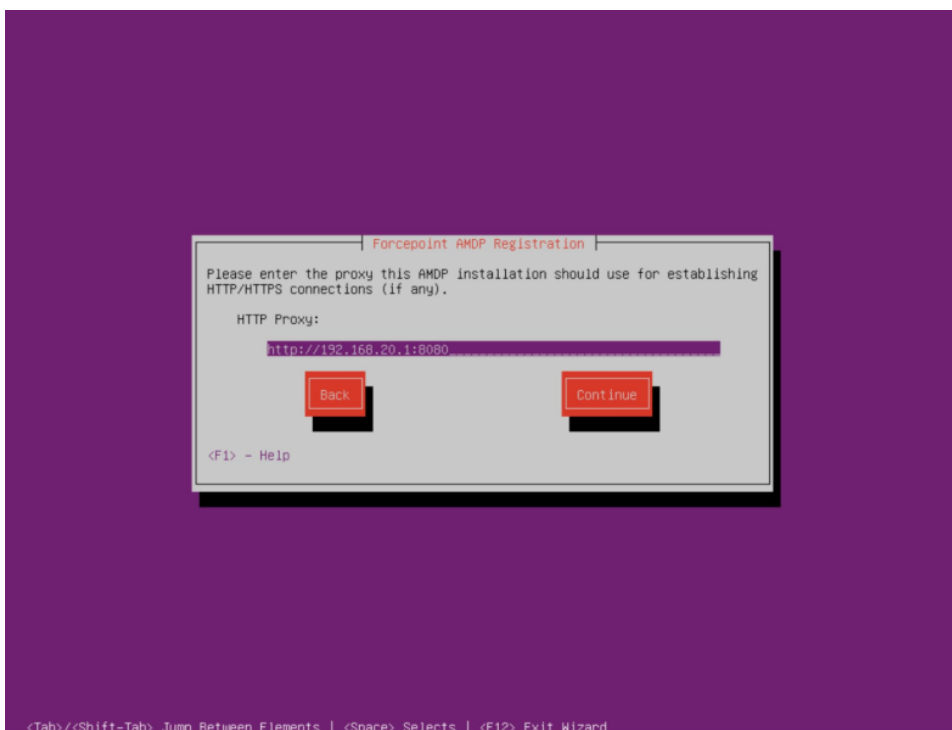 Forcepoint AMDP Registration
Please enter the proxy this AMDP installation should use for establishing
HTTP/HTTPS connections (if any).
HTTP Proxy:
http://192.168.20.1:8080
Back
Continue
<F1> - Help
<Tab>/<Shift-Tab> Jump Between Elements | <Space> Selects | <F12> Exit Wizard